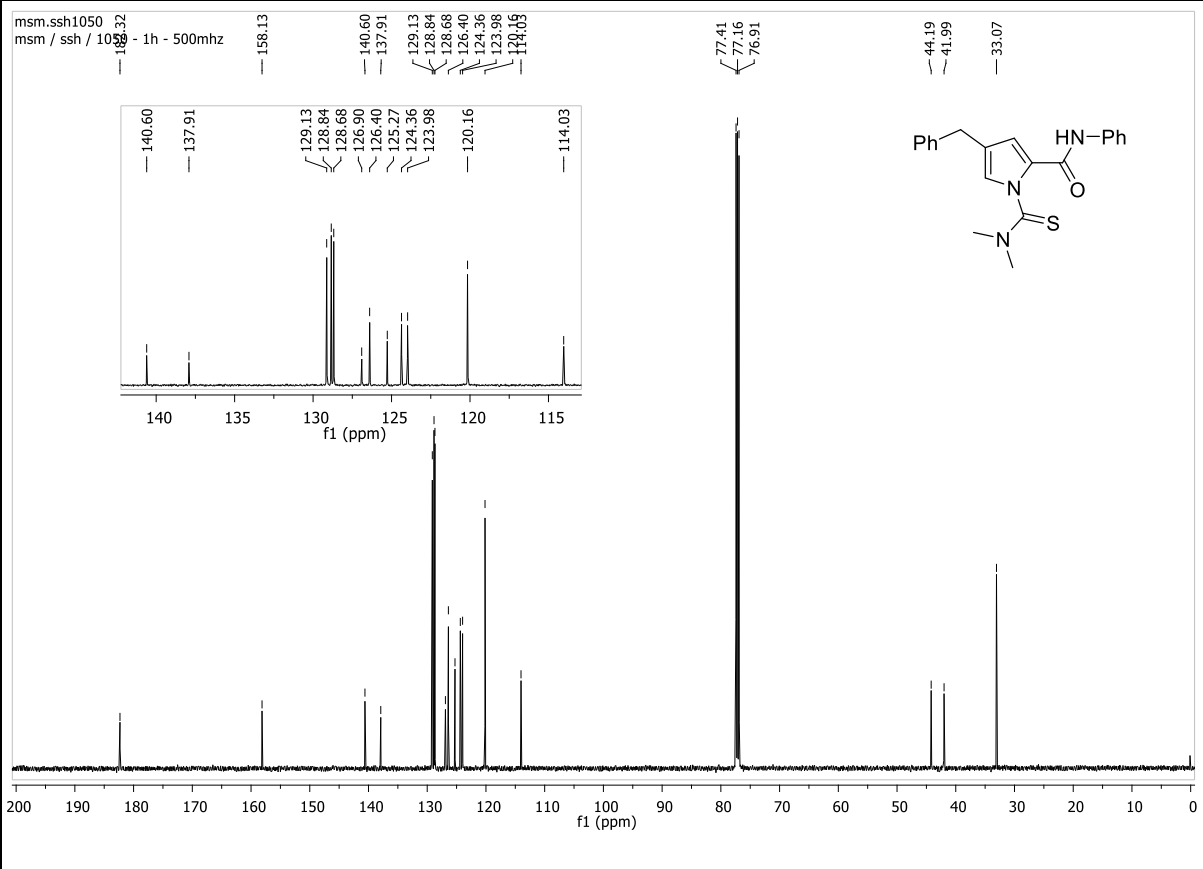 msm.ssh1050
msm / ssh / 1050 - 1h - 500mhz
182.32
158.13
140.60
137.91
129.13
128.84
128.68
126.40
124.36
123.98
120.16
114.03
77.41
77.16
76.91
44.19
41.99
33.07
140.60
137.91
129.13
128.84
128.68
126.90
126.40
125.27
124.36
123.98
120.16
114.03
140 135 130 125 120 115
f1 (ppm)
Ph
HN
Ph
O
N
S
N
200 190 180 170 160 150 140 130 120 110 100 90 80 70 60 50 40 30 20 10 0
f1 (ppm)